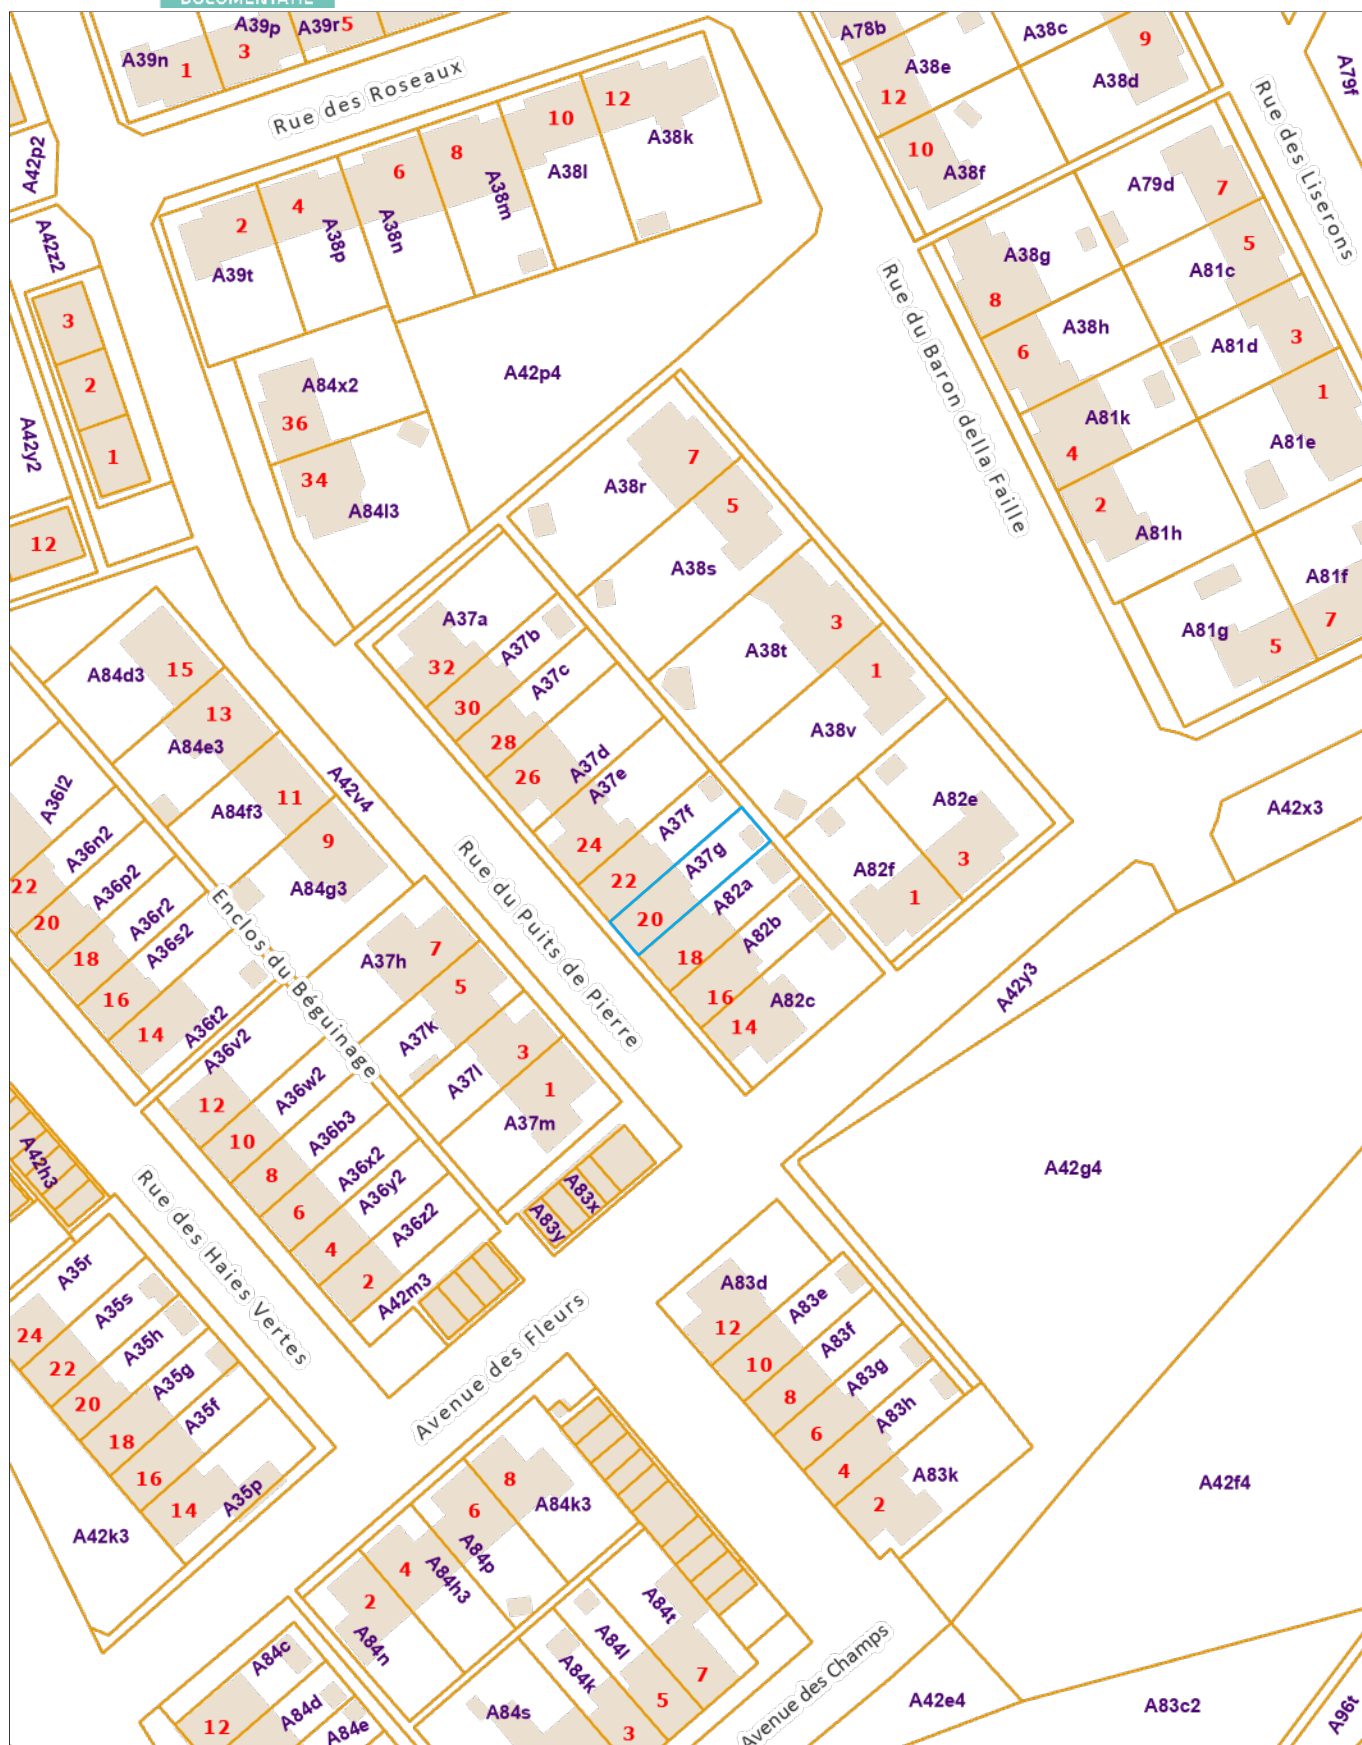 DOCUMENTATIE
A39p
A39r
5
A39n
1
3
Rue des Roseaux
A78b
A38c
9
A38e
A38d
A79f
12
10
A38f
Rue des Liserons
12
10
A38k
8
6
A38l
A38m
4
2
A38n
A38p
A39t
A42p2
A42z2
3
2
1
A42y2
12
A79d
7
5
A38g
A81c
8
A38h
3
6
A81d
1
A81k
A81e
4
2
A81h
A81f
7
A81g
5
Rue du Baron della Faille
A42p4
A84x2
36
34
A84l3
A38r
7
5
A38s
A37a
A37b
32
A37c
30
28
26
A37d
A37e
3
A38t
1
A38v
A84d3
15
13
A84e3
11
A42v4
A84f3
9
A84g3
A36l2
A36n2
A36p2
22
A36r2
20
A36s2
18
16
14
A36t2
Enclos du Béguinage
Rue du Puits de Pierre
A37f
24
A37g
22
A82a
20
A82b
18
16
A82c
14
A82e
3
A82f
1
A42x3
A42y3
A37h
7
5
A37k
3
A37l
1
A37m
A36v2
A36w2
12
A36b3
10
A36x2
8
A36y2
6
A36z2
4
2
A42m3
A83x
A83y
A42g4
A42h3
Rue des Haies Vertes
A35r
A35s
24
A35h
22
A35g
20
A35f
18
16
14
A35p
A42k3
Avenue des Fleurs
A83d
A83e
12
A83f
10
A83g
8
A83h
6
4
A83k
2
A42f4
8
A84k3
6
A84p
4
A84h3
2
A84n
A84t
A84l
7
A84k
5
A84s
3
A84c
A84d
12
A84e
Avenue des Champs
A42e4
A83c2
A96t